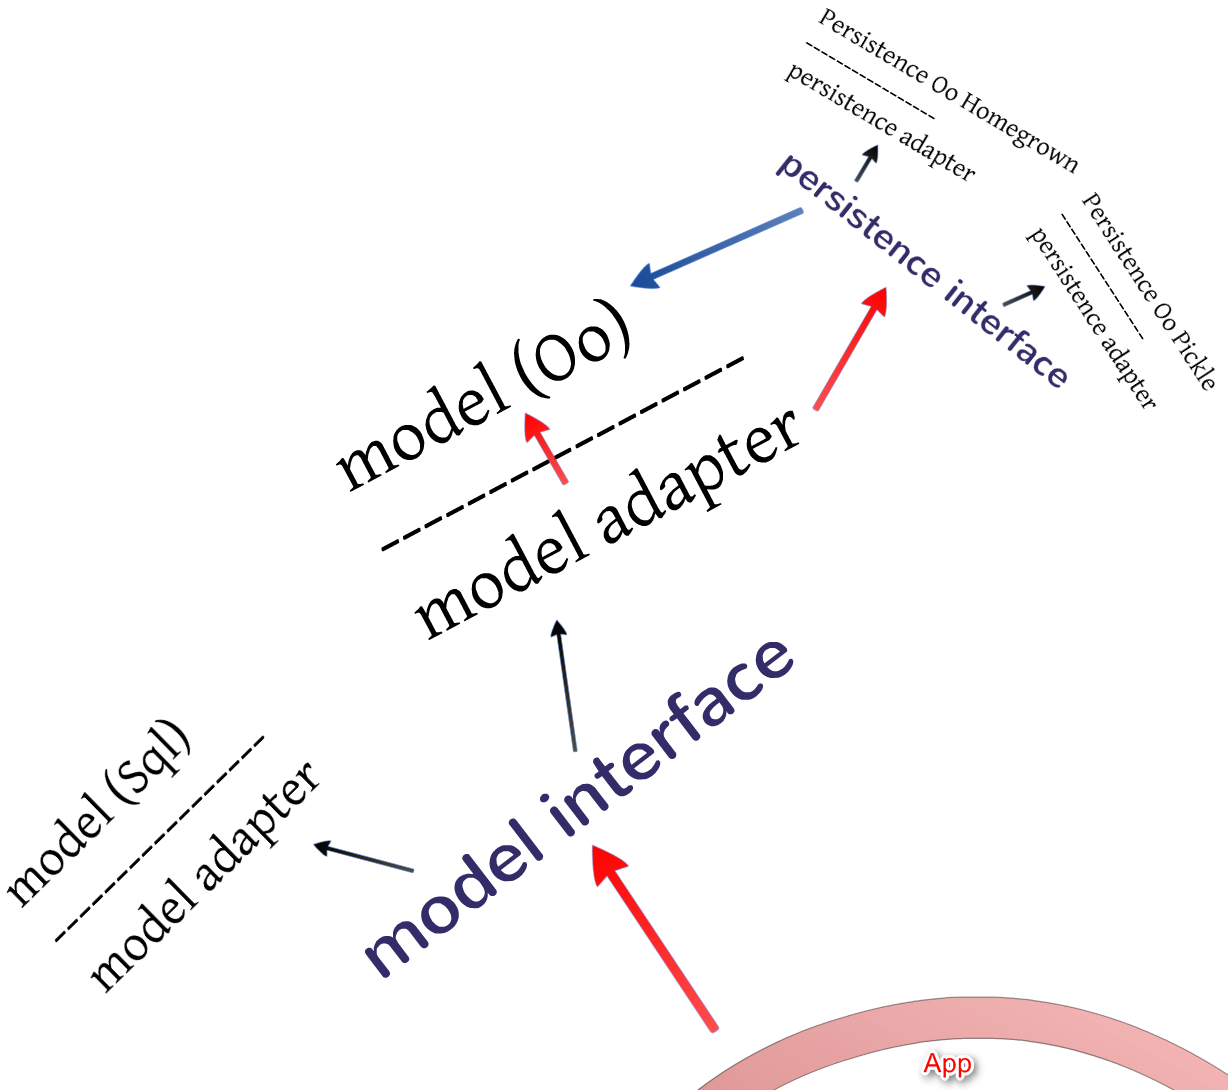 Persistence Oo Homegrown
persistence adapter
persistence interface
Persistence Oo Pickle
persistence adapter
model (Oo)
model adapter
model interface
model (Sql)
model adapter
App